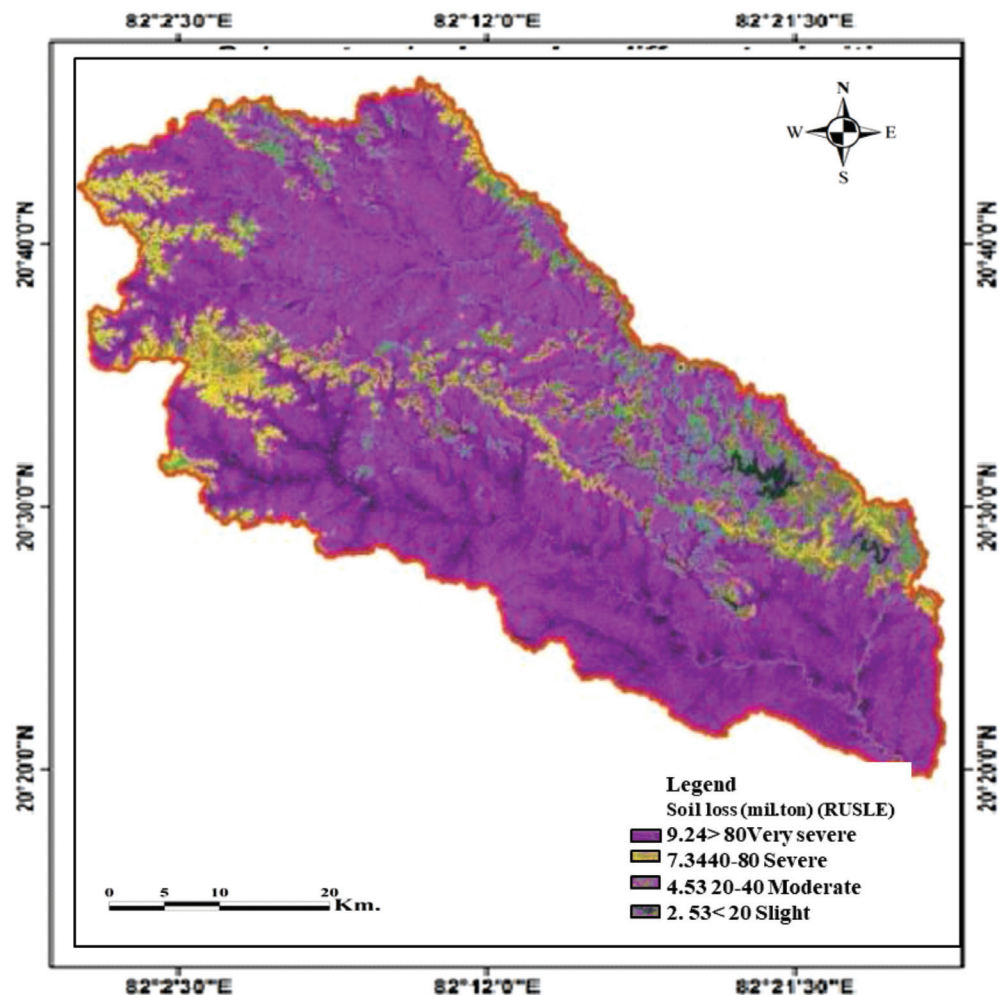 82°2'30"E 82°12'0"E 82°21'30"E
N
W E
S
20°40'0"N 20°40'0"N
20°30'0"N 20°30'0"N
20°20'0"N 20°20'0"N
Legend
Soil loss (mil.ton) (RUSLE)
9.24> 80Very severe
7.3440-80 Severe
4.53 20-40 Moderate
2. 53< 20 Slight
0 5 10 20
Km.
82°2'30"E 82°12'0"E 82°21'30"E